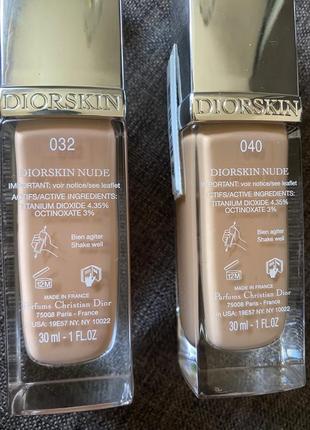 DIORSKIN
032
DIORSKIN NUDE
IMPORTANT: voir notice/see leaflet
ACTIFS/ACTIVE INGREDIENTS:
TITANIUM DIOXIDE 4.35%
OCTINOXATE 3%
Bien agiter
Shake well
12M
MADE IN FRANCE
Parfums Christian Dior
75008 Paris - France
in USA: 19E57 NY, NY 10022
30 ml - 1 FL.OZ
DIORSKIN
040
DIORSKIN NUDE
IMPORTANT: voir notice/see leaflet
ACTIFS/ACTIVE INGREDIENTS:
TITANIUM DIOXIDE 4.35%
OCTINOXATE 3%
Bien agiter
Shake well
12M
MADE IN FRANCE
Parfums Christian Dior
75008 Paris - France
in USA: 19E57 NY, NY 10022
30 ml - 1 FL.OZ